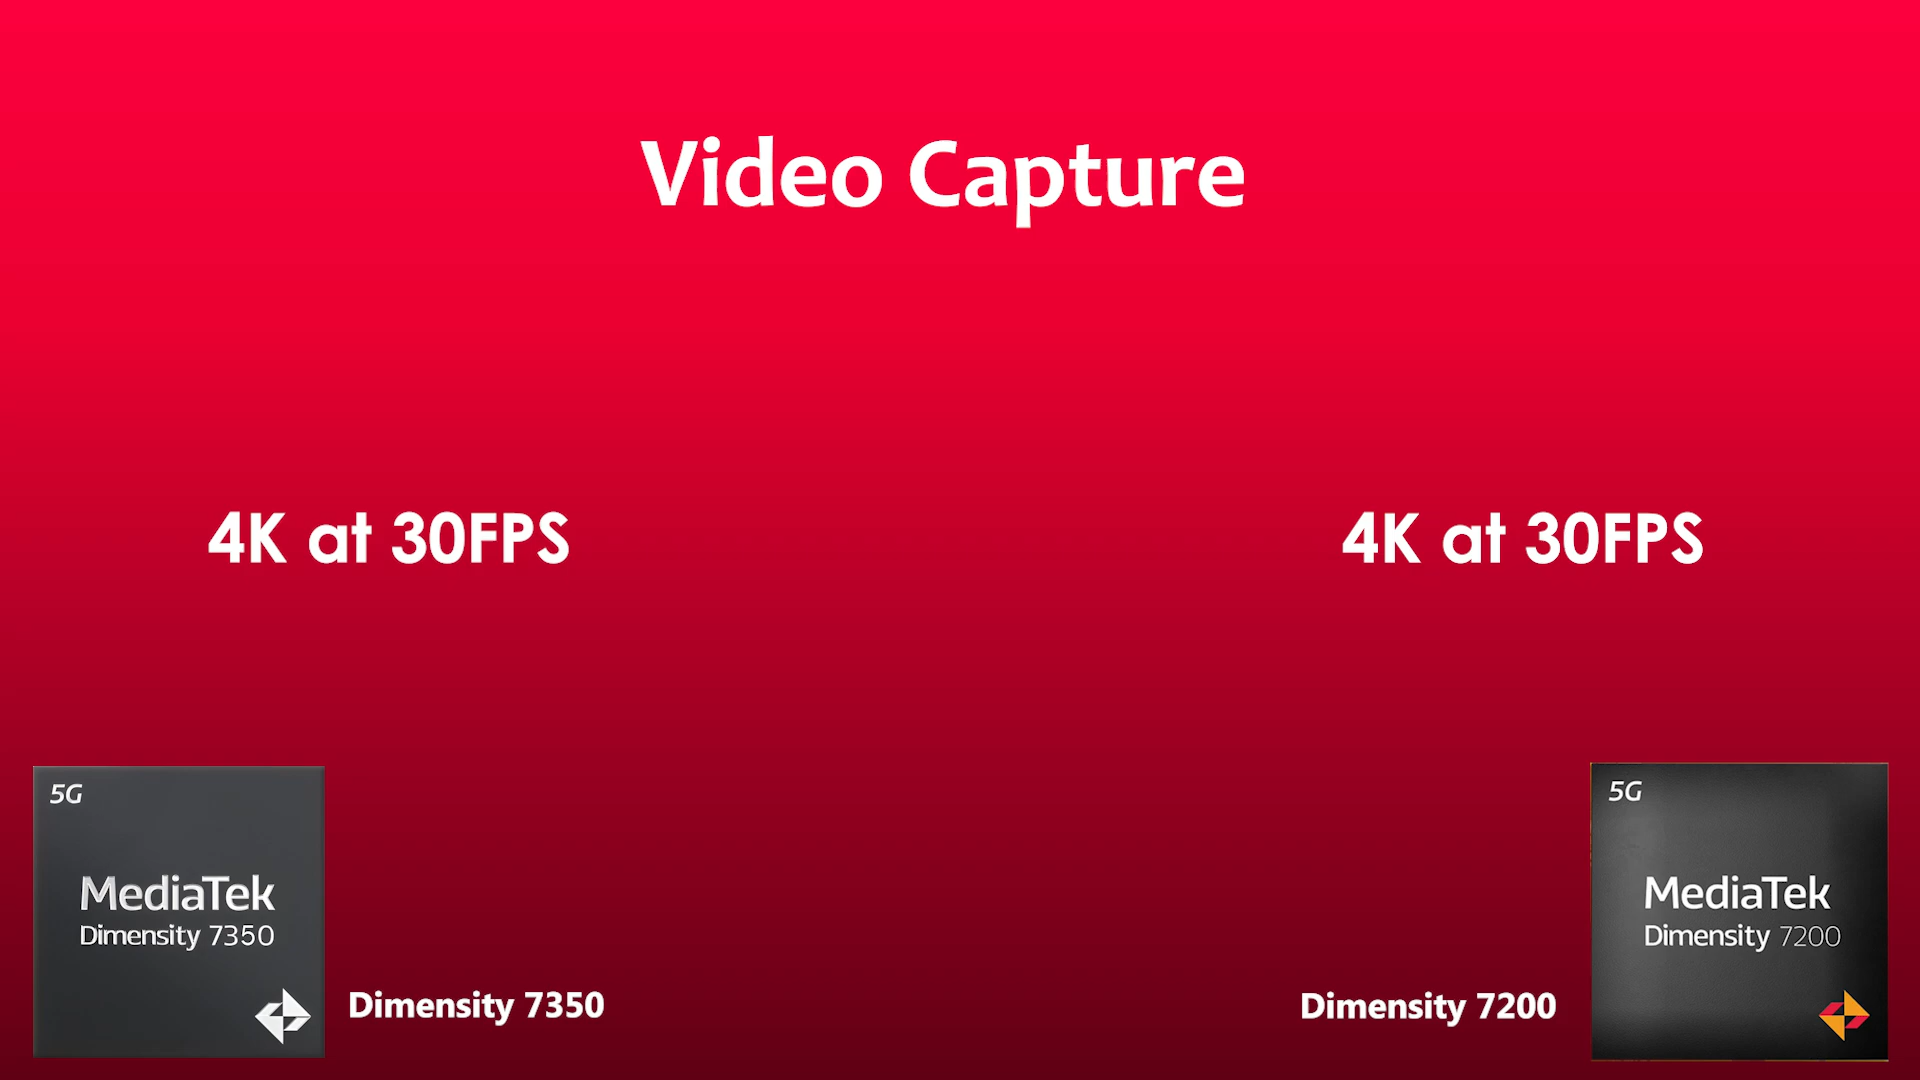 Video Capture
4K at 30FPS
4K at 30FPS
5G
MediaTek
Dimensity 7350
Dimensity 7350
Dimensity 7200
5G
MediaTek
Dimensity 7200